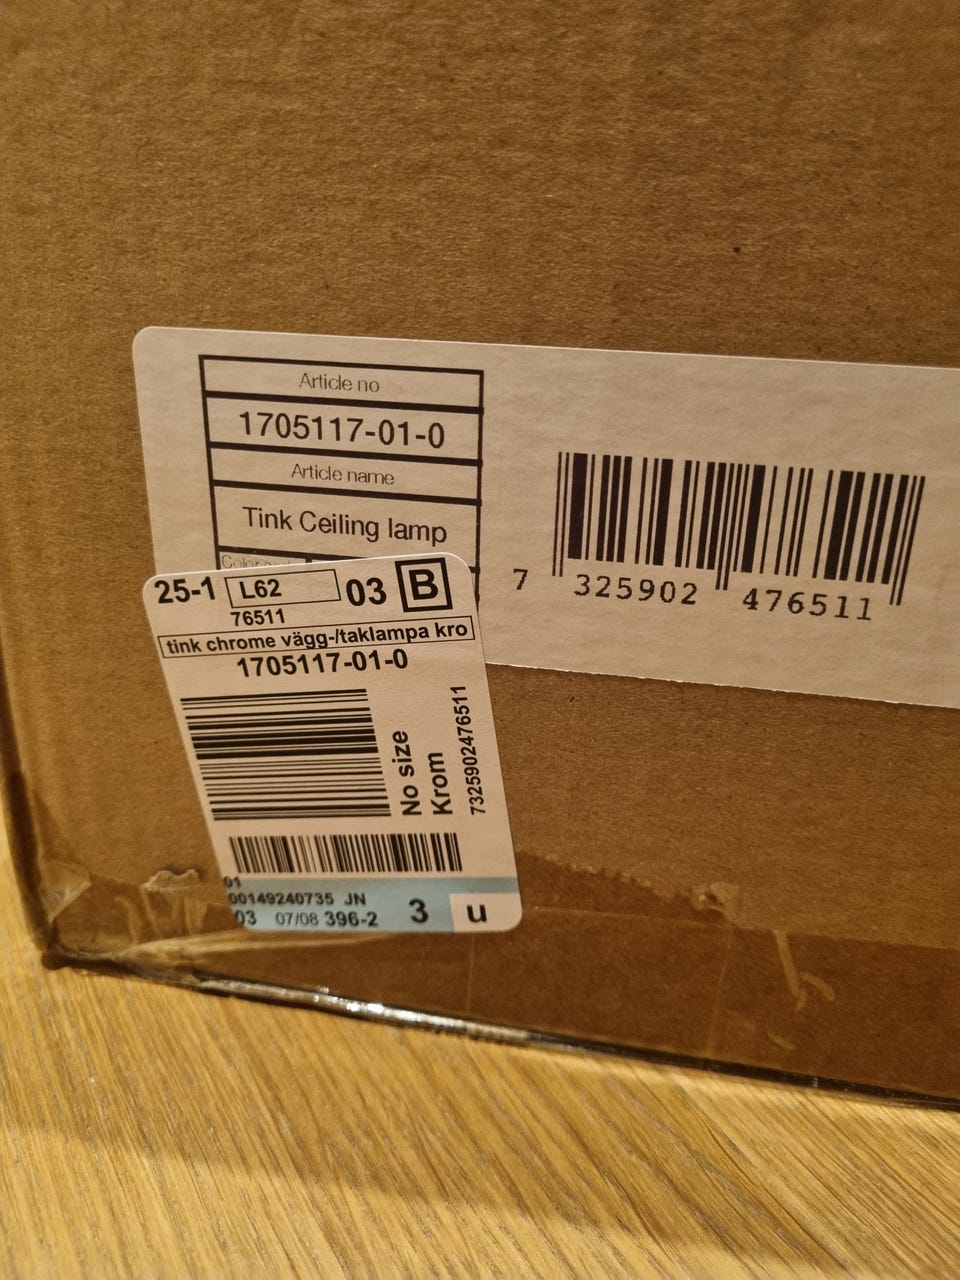 Article no
1705117-01-0
Article name
Tink Ceiling lamp
7 325902 476511
25-1 L62 03 B
76511
tink chrome vägg-/taklampa kro
1705117-01-0
No size
Krom
7325902476511
01
00149240735 JN
03 07/08 396-2 3 u